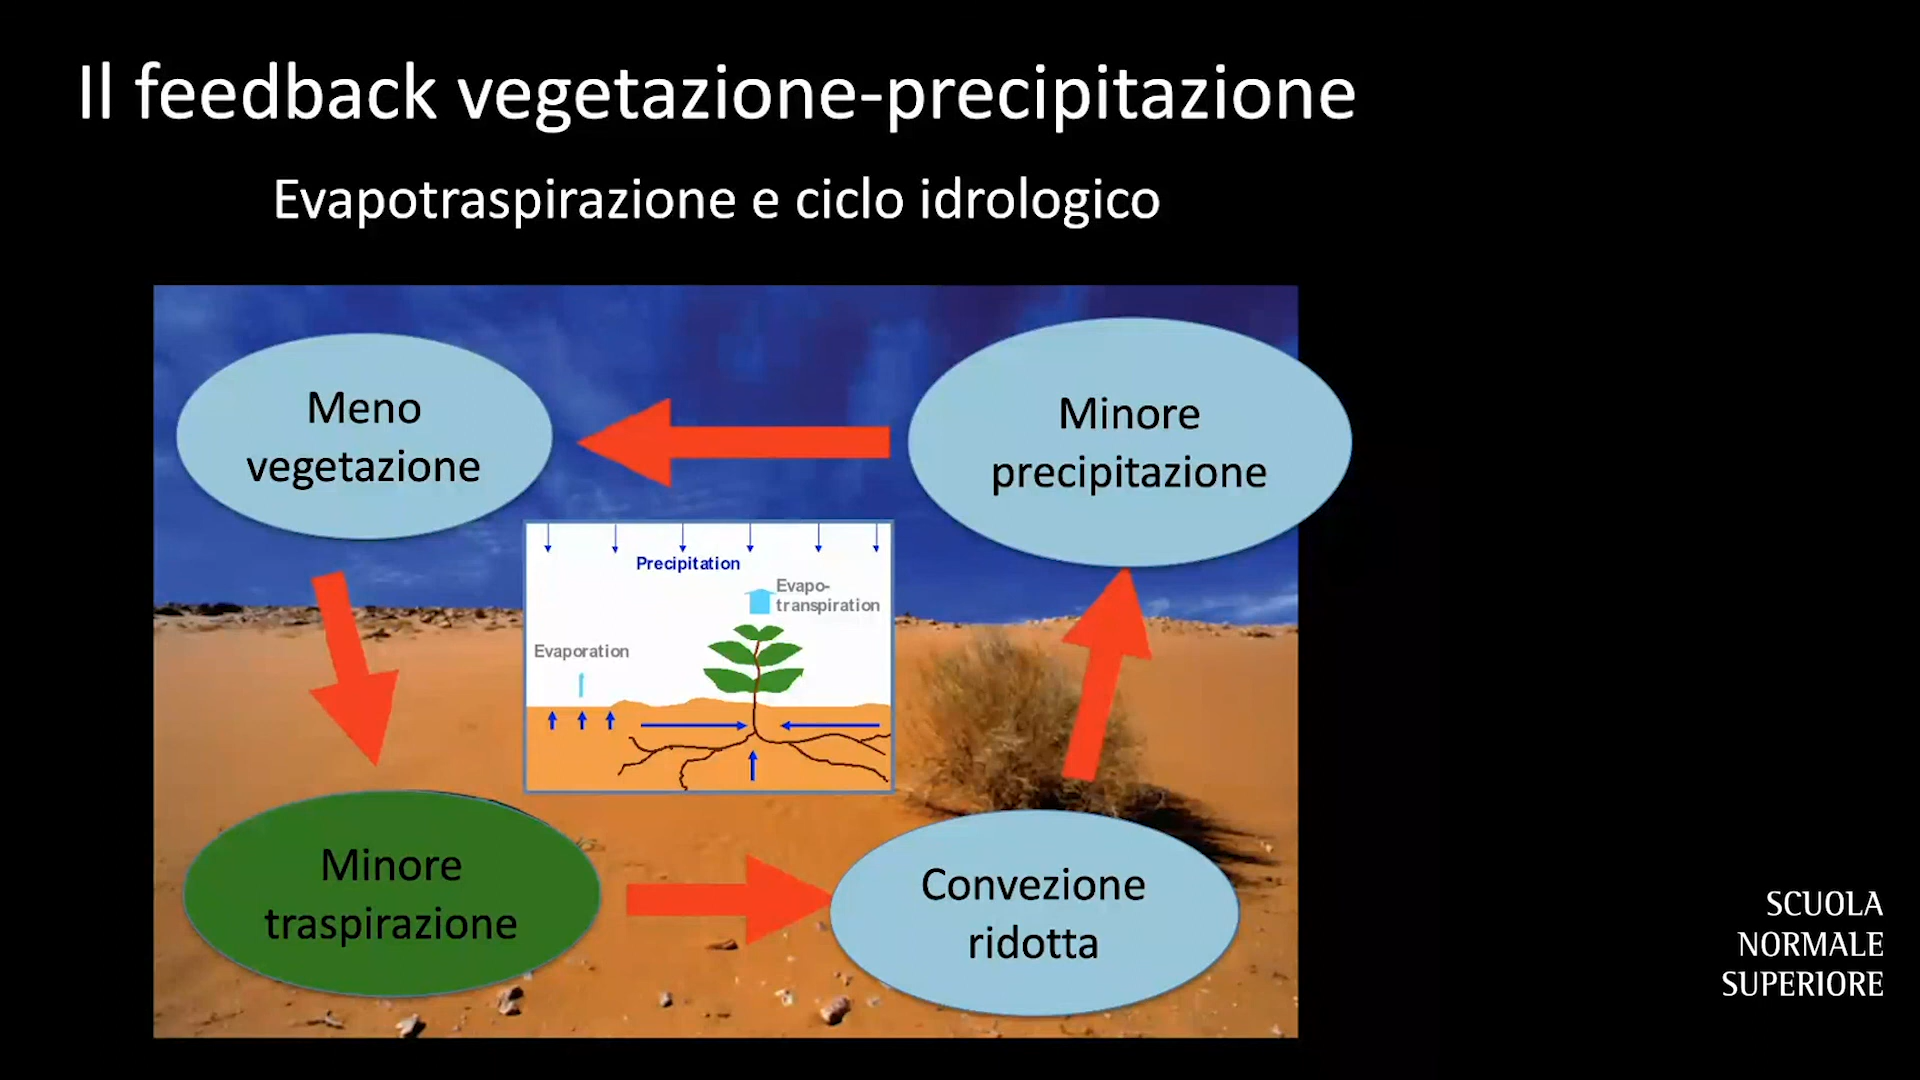 Il feedback vegetazione-precipitazione
Evapotraspirazione e ciclo idrologico
Meno
vegetazione
Minore
precipitazione
Precipitation
Evapo-
transpiration
Evaporation
Minore
traspirazione
Convezione
ridotta
SCUOLA
NORMALE
SUPERIORE